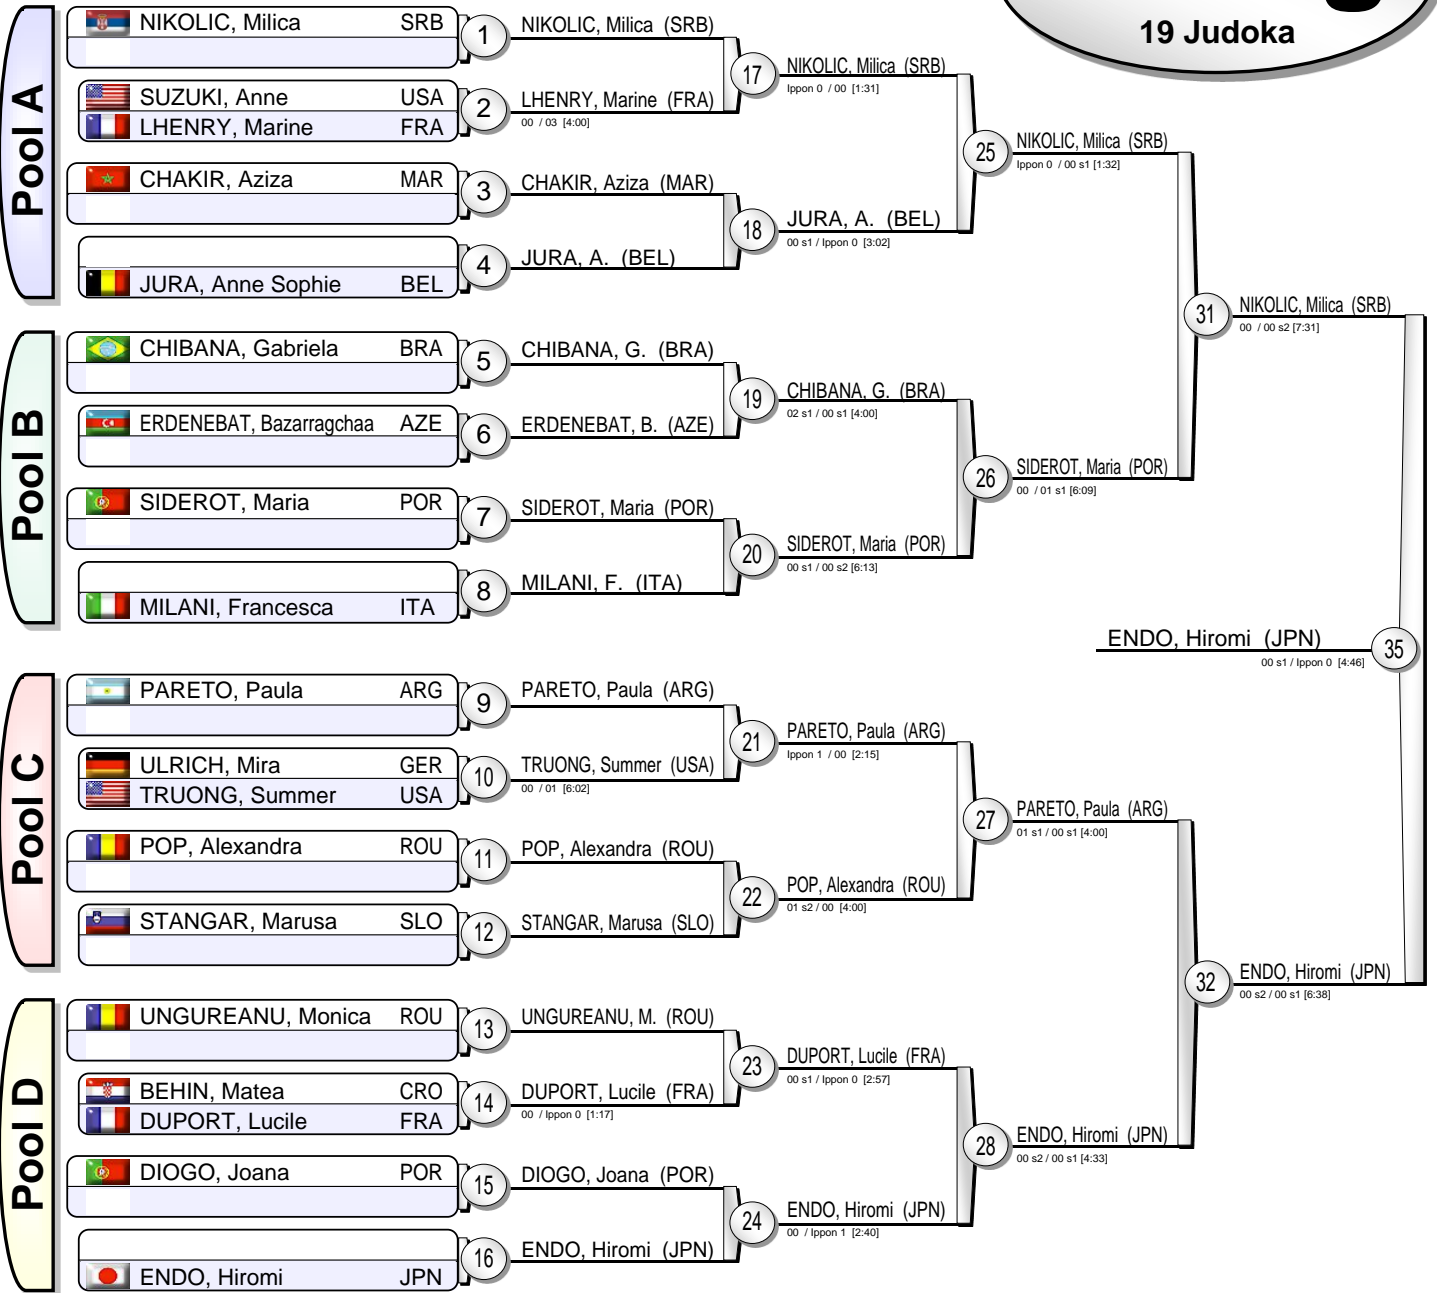 19 Judoka
Pool A
NIKOLIC, Milica SRB
SUZUKI, Anne USA
LHENRY, Marine FRA
CHAKIR, Aziza MAR
JURA, Anne Sophie BEL
Pool B
CHIBANA, Gabriela BRA
ERDENEBAT, Bazarragchaa AZE
SIDEROT, Maria POR
MILANI, Francesca ITA
Pool C
PARETO, Paula ARG
ULRICH, Mira GER
TRUONG, Summer USA
POP, Alexandra ROU
STANGAR, Marusa SLO
Pool D
UNGUREANU, Monica ROU
BEHIN, Matea CRO
DUPORT, Lucile FRA
DIOGO, Joana POR
ENDO, Hiromi JPN
1 NIKOLIC, Milica (SRB)
2 LHENRY, Marine (FRA)
00 / 03 [4:00]
3 CHAKIR, Aziza (MAR)
4 JURA, A. (BEL)
5 CHIBANA, G. (BRA)
6 ERDENEBAT, B. (AZE)
7 SIDEROT, Maria (POR)
8 MILANI, F. (ITA)
9 PARETO, Paula (ARG)
10 TRUONG, Summer (USA)
00 / 01 [6:02]
11 POP, Alexandra (ROU)
12 STANGAR, Marusa (SLO)
13 UNGUREANU, M. (ROU)
14 DUPORT, Lucile (FRA)
00 / Ippon 0 [1:17]
15 DIOGO, Joana (POR)
16 ENDO, Hiromi (JPN)
17 NIKOLIC, Milica (SRB)
Ippon 0 / 00 [1:31]
18 JURA, A. (BEL)
00 s1 / Ippon 0 [3:02]
19 CHIBANA, G. (BRA)
02 s1 / 00 s1 [4:00]
20 SIDEROT, Maria (POR)
00 s1 / 00 s2 [6:13]
21 PARETO, Paula (ARG)
Ippon 1 / 00 [2:15]
22 POP, Alexandra (ROU)
01 s2 / 00 [4:00]
23 DUPORT, Lucile (FRA)
00 s1 / Ippon 0 [2:57]
24 ENDO, Hiromi (JPN)
00 / Ippon 1 [2:40]
25 NIKOLIC, Milica (SRB)
Ippon 0 / 00 s1 [1:32]
26 SIDEROT, Maria (POR)
00 / 01 s1 [6:09]
27 PARETO, Paula (ARG)
01 s1 / 00 s1 [4:00]
28 ENDO, Hiromi (JPN)
00 s2 / 00 s1 [4:33]
31 NIKOLIC, Milica (SRB)
00 / 00 s2 [7:31]
32 ENDO, Hiromi (JPN)
00 s2 / 00 s1 [6:38]
ENDO, Hiromi (JPN) 35
00 s1 / Ippon 0 [4:46]